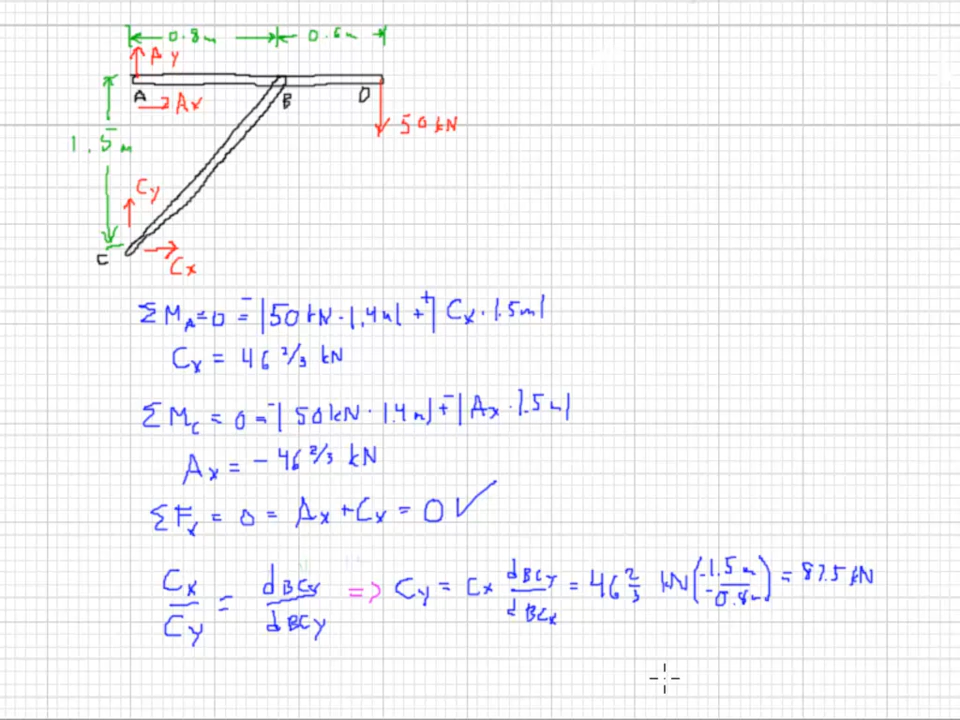 0.8m 0.6m
Ay
A Ax B D
50 kN
1.5m
Cy
C Cx
ΣM_A=0 = -|50 kN · 1.4m| + +| Cx · 1.5m|
Cx = 46 2/3 kN
ΣM_C = 0 = -| 50 kN · 1.4m| + -|Ax · 1.5m|
Ax = - 46 2/3 kN
ΣFx = 0 = Ax + Cx = 0 ✓
Cx/Cy = dBCx/dBCy => Cy = Cx dBCy/dBCx = 46 2/3 kN (-1.5m/-0.8m) = 87.5 kN